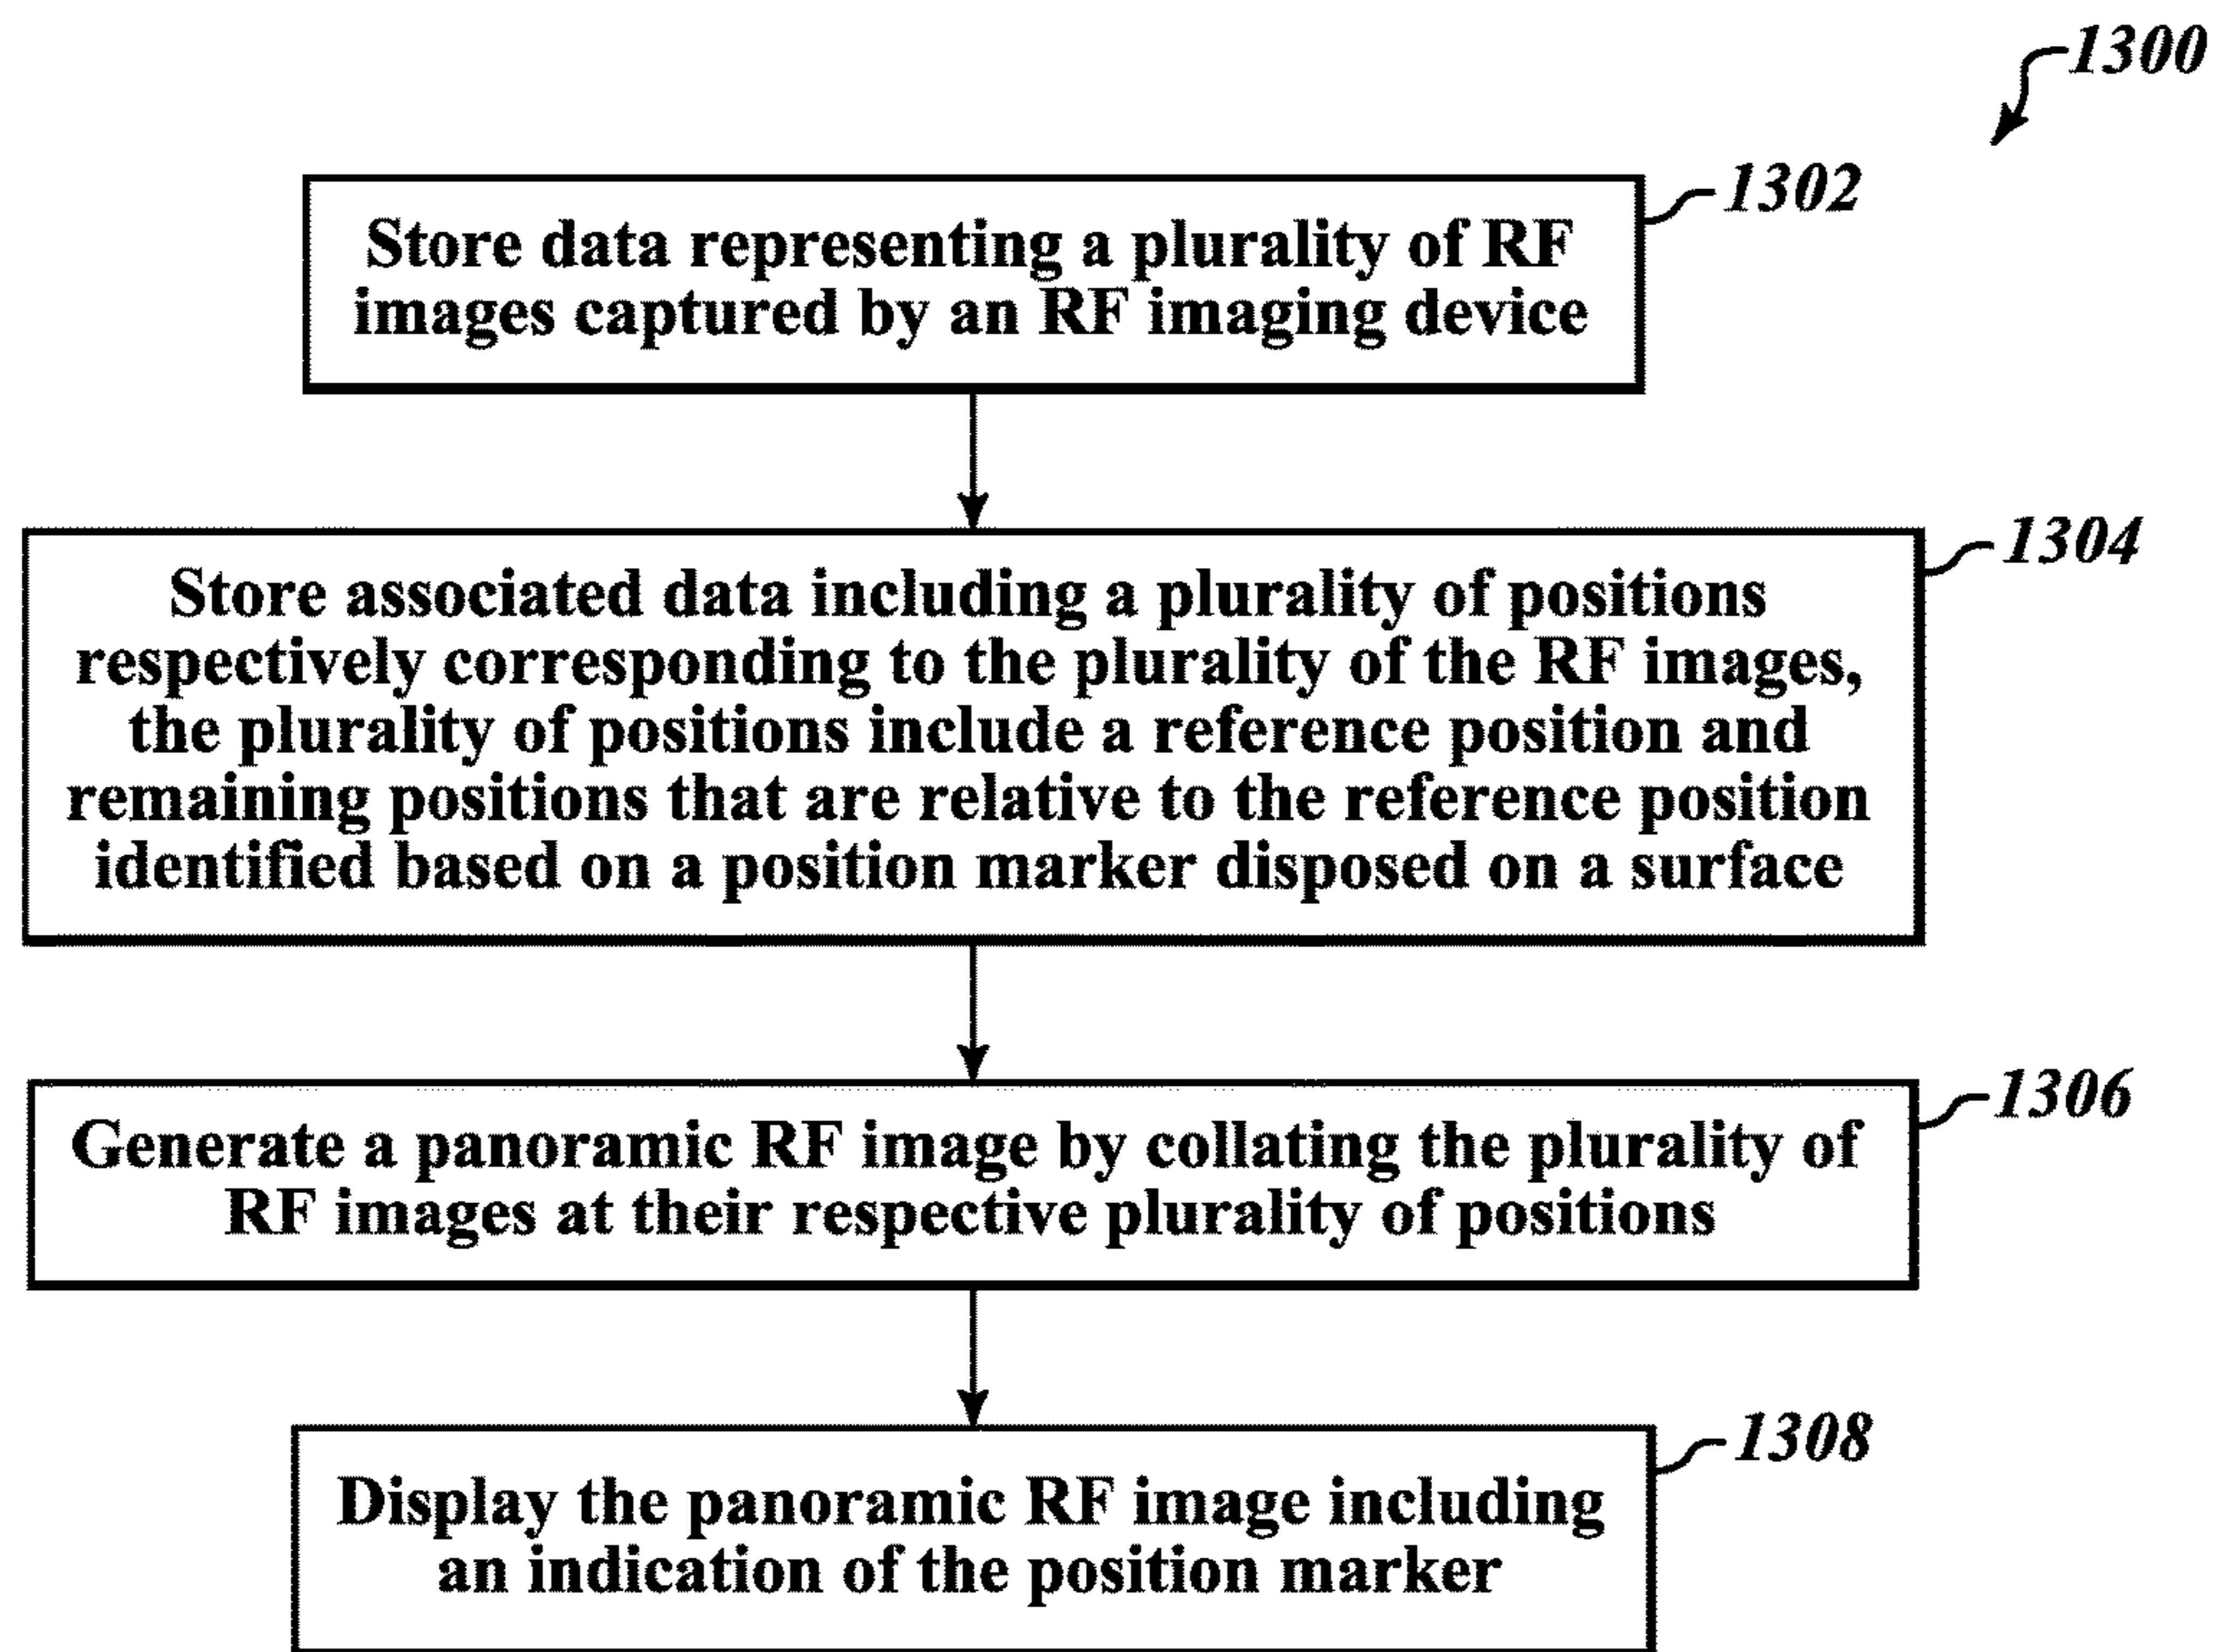 1300
1302
Store data representing a plurality of RF
images captured by an RF imaging device
1304
Store associated data including a plurality of positions
respectively corresponding to the plurality of the RF images,
the plurality of positions include a reference position and
remaining positions that are relative to the reference position
identified based on a position marker disposed on a surface
1306
Generate a panoramic RF image by collating the plurality of
RF images at their respective plurality of positions
1308
Display the panoramic RF image including
an indication of the position marker